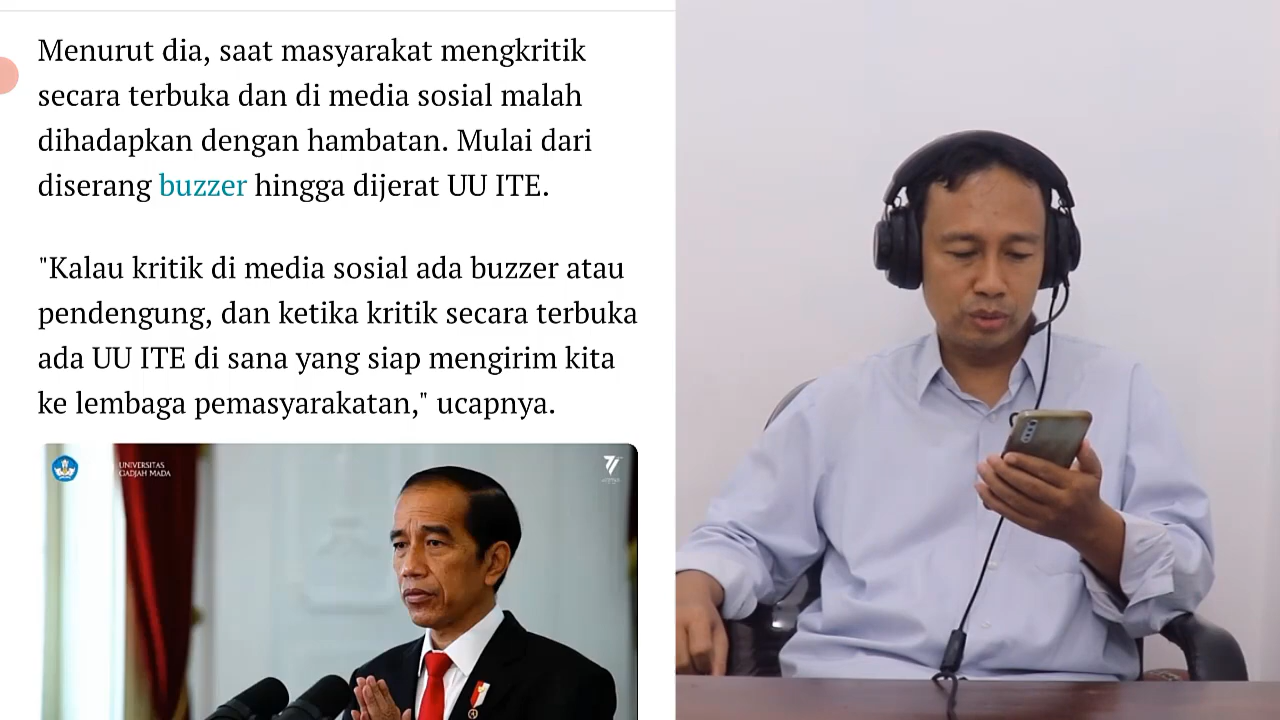 Menurut dia, saat masyarakat mengkritik
secara terbuka dan di media sosial malah
dihadapkan dengan hambatan. Mulai dari
diserang buzzer hingga dijerat UU ITE.
"Kalau kritik di media sosial ada buzzer atau
pendengung, dan ketika kritik secara terbuka
ada UU ITE di sana yang siap mengirim kita
ke lembaga pemasyarakatan," ucapnya.
UNIVERSITAS
GADJAH MADA